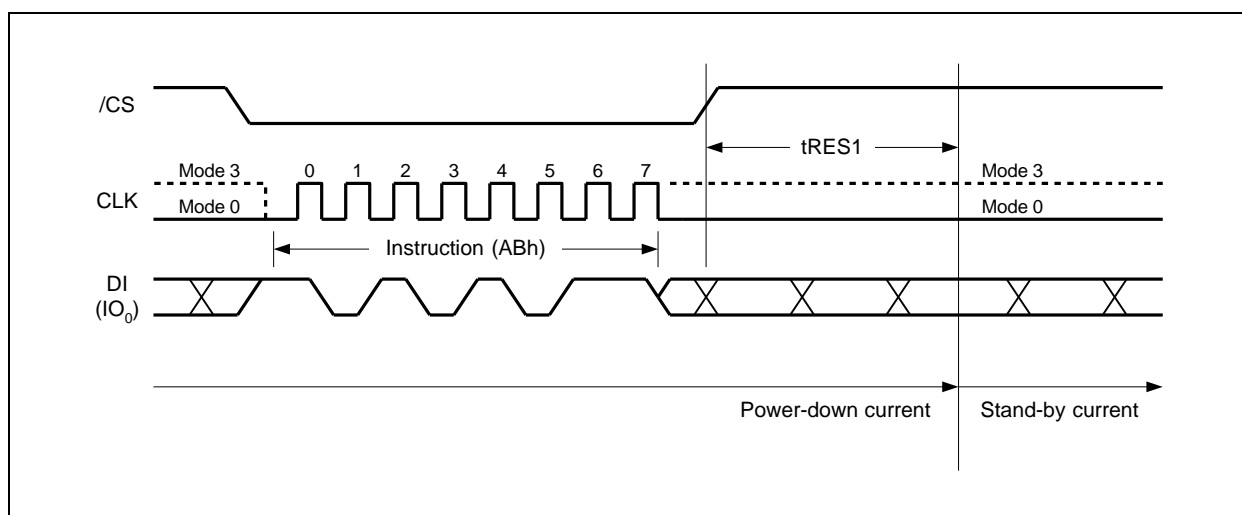 /CS
tRES1
Mode 3 0 1 2 3 4 5 6 7 Mode 3
CLK
Mode 0 Mode 0
Instruction (ABh)
DI
(IO0)
Power-down current Stand-by current